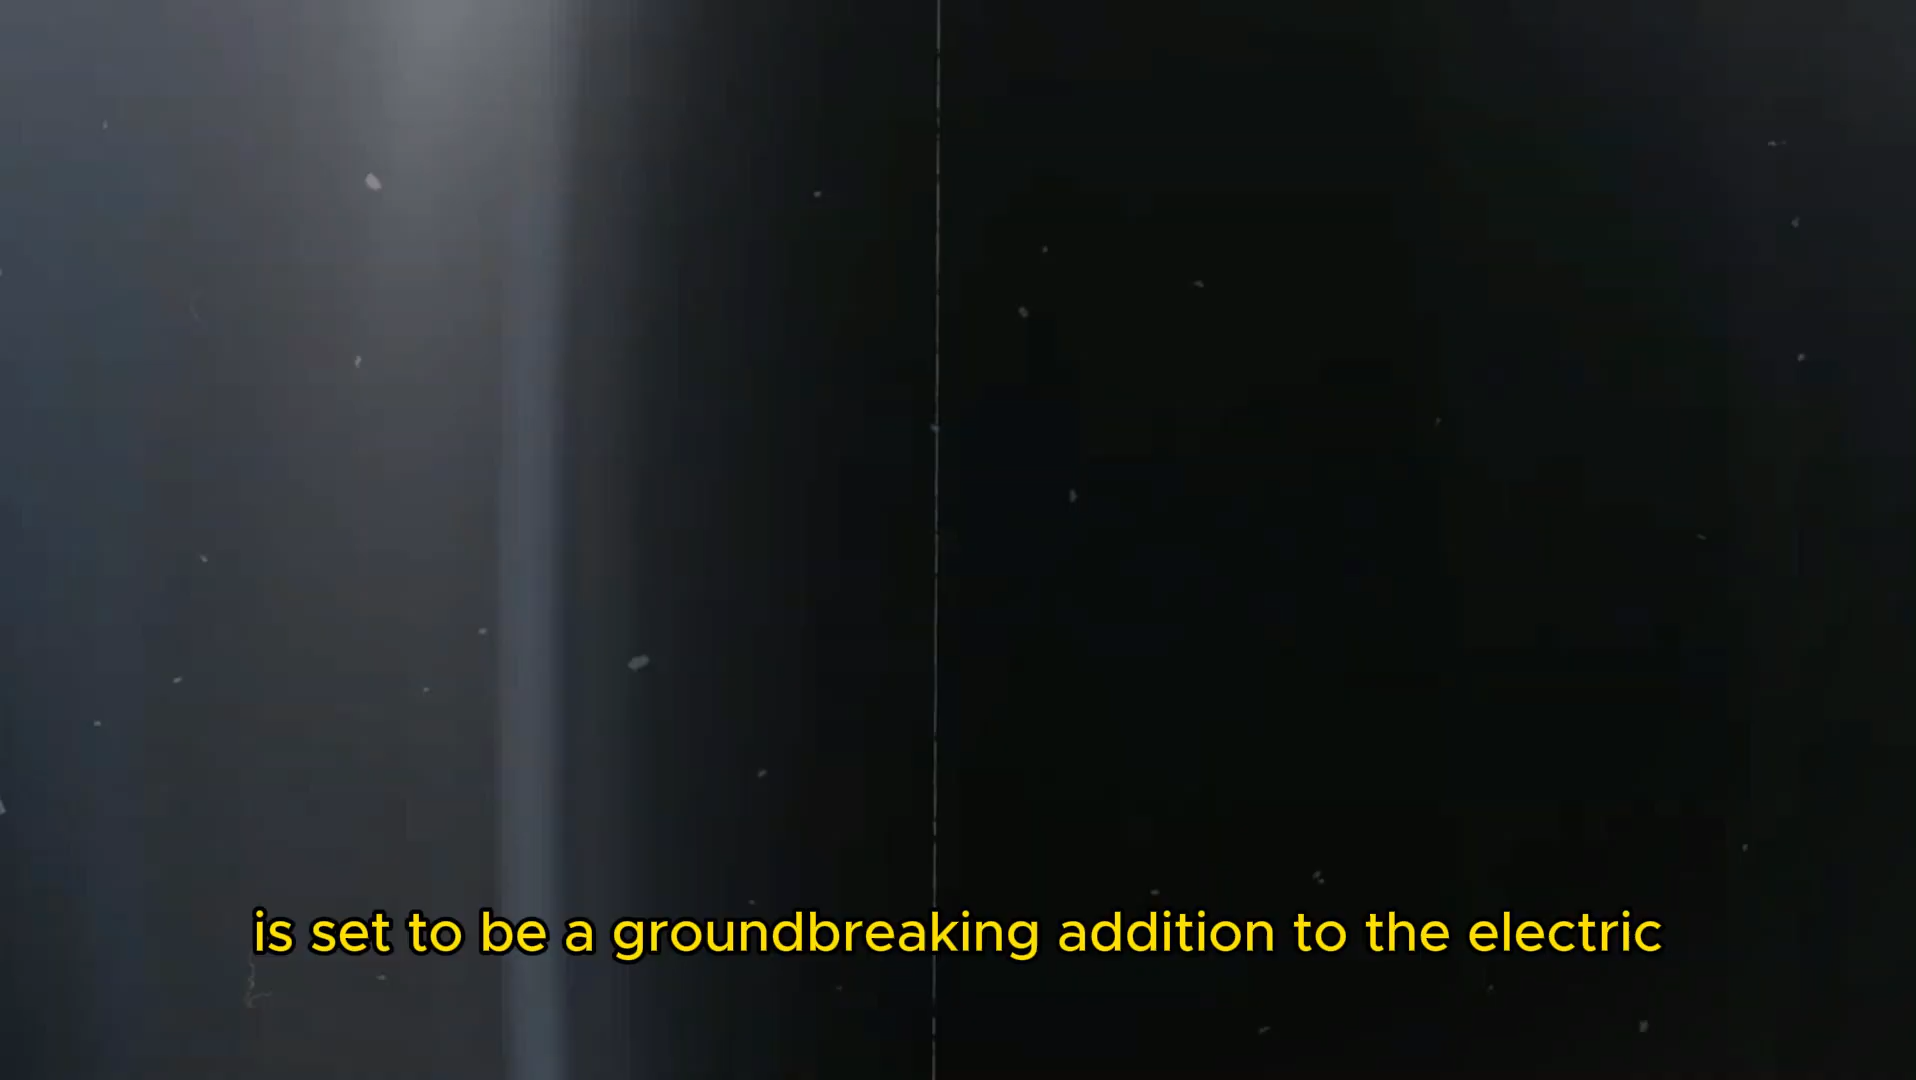 is set to be a groundbreaking addition to the electric